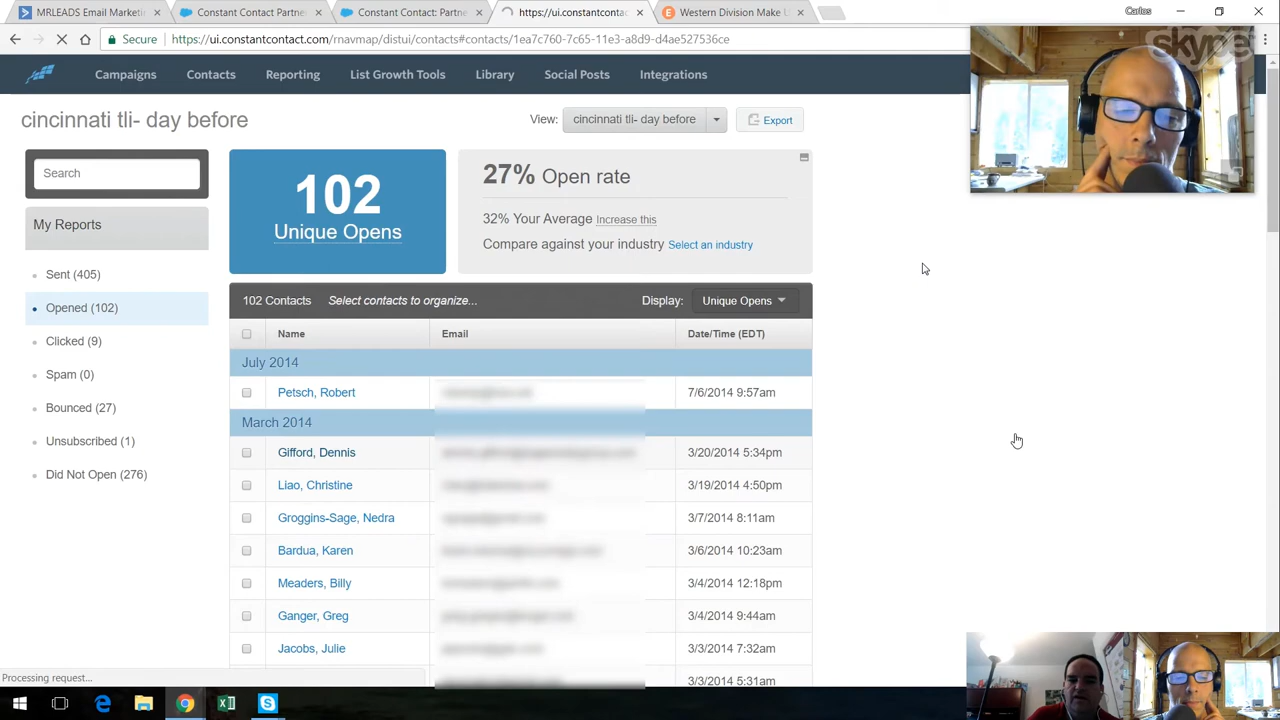 MRLEADS Email Marketing
Constant Contact Partner
Constant Contact: Partne
https://ui.constantcontac
Western Division Make U
Carlos
Secure
https://ui.constantcontact.com/rnavmap/distui/contacts#contacts/1ea7c760-7c65-11e3-a8d9-d4ae527536ce
skype
Campaigns
Contacts
Reporting
List Growth Tools
Library
Social Posts
Integrations
cincinnati tli- day before
View:
cincinnati tli- day before
Export
Search
My Reports
Sent (405)
Opened (102)
Clicked (9)
Spam (0)
Bounced (27)
Unsubscribed (1)
Did Not Open (276)
102
Unique Opens
27% Open rate
32% Your Average Increase this
Compare against your industry Select an industry
102 Contacts
Select contacts to organize...
Display:
Unique Opens
Name
Email
Date/Time (EDT)
July 2014
Petsch, Robert
7/6/2014 9:57am
March 2014
Gifford, Dennis
3/20/2014 5:34pm
Liao, Christine
3/19/2014 4:50pm
Groggins-Sage, Nedra
3/7/2014 8:11am
Bardua, Karen
3/6/2014 10:23am
Meaders, Billy
3/4/2014 12:18pm
Ganger, Greg
3/4/2014 9:44am
Jacobs, Julie
3/3/2014 7:32am
3/3/2014 5:31am
Processing request...